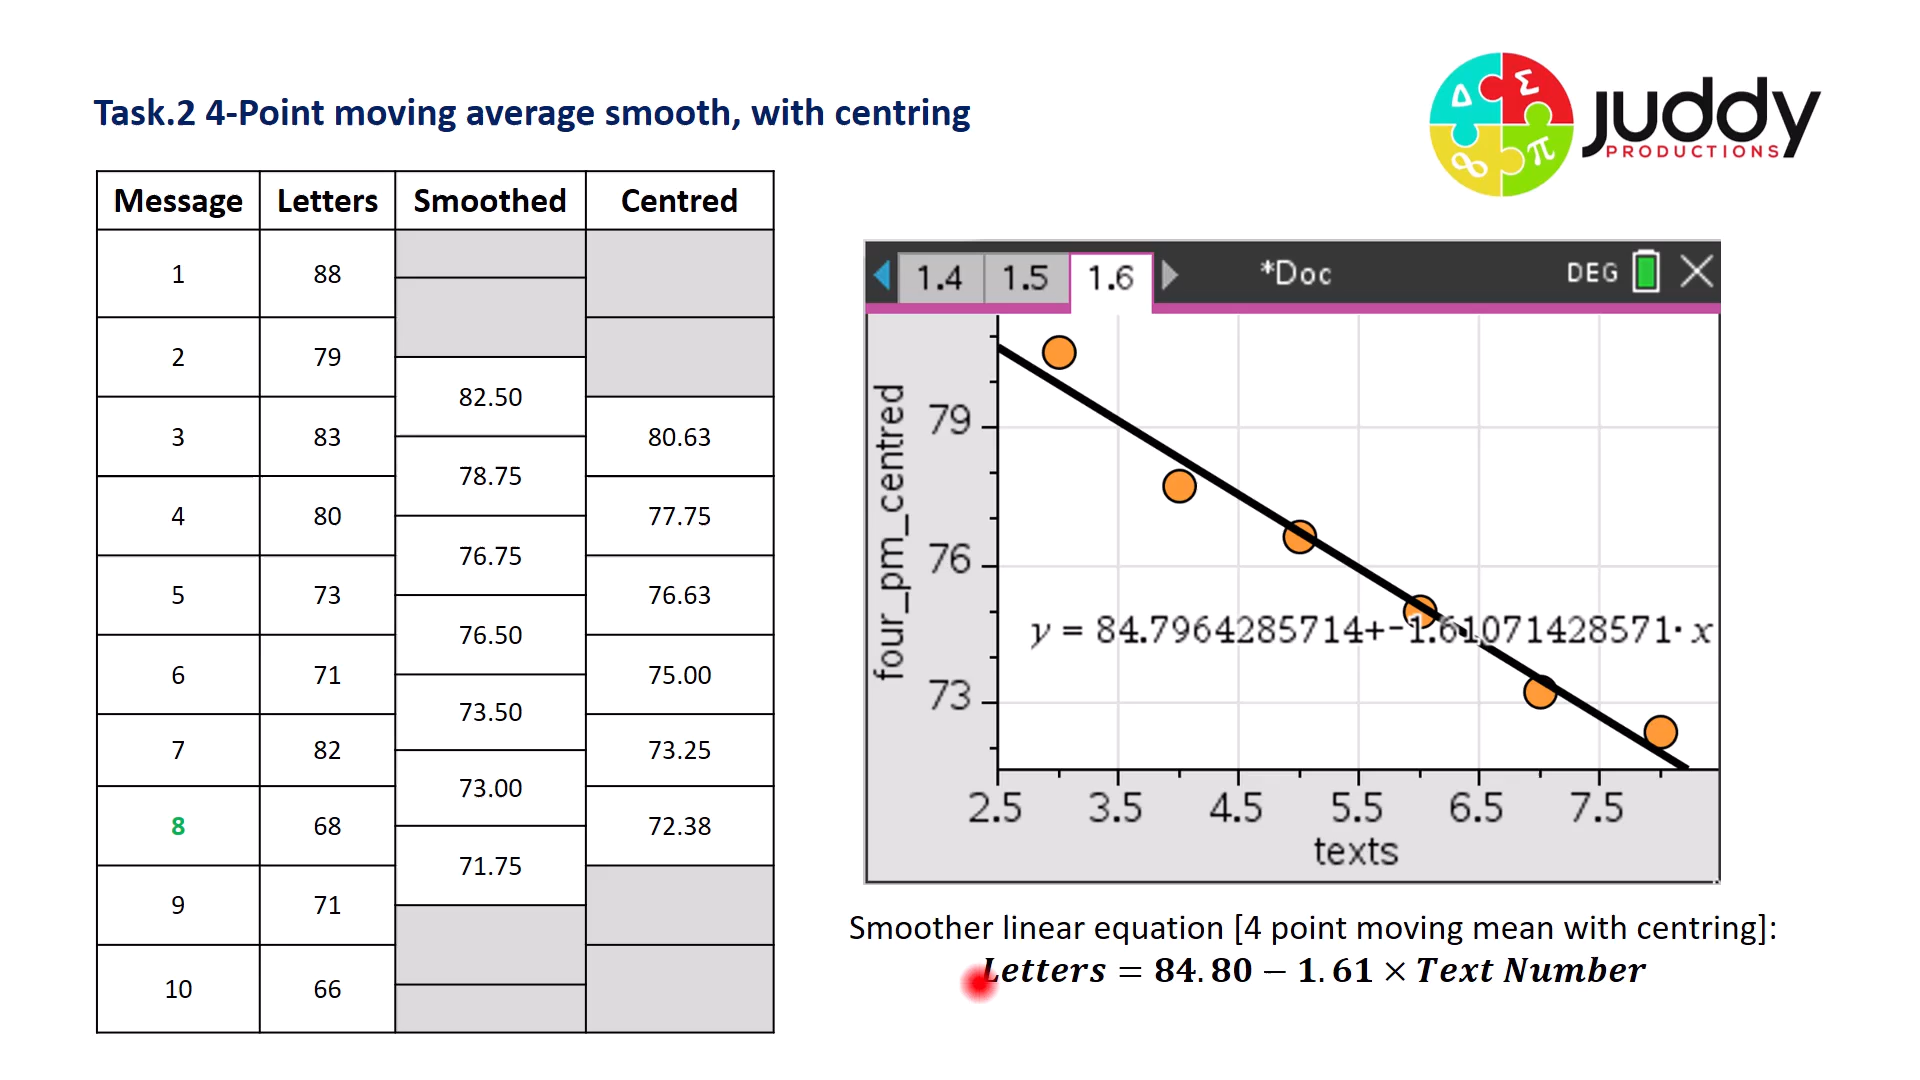 Task.2 4-Point moving average smooth, with centring
Δ Σ
∞ π
juddy
PRODUCTIONS
Message Letters Smoothed Centred
1 88
2 79
82.50
3 83 80.63
78.75
4 80 77.75
76.75
5 73 76.63
76.50
6 71 75.00
73.50
7 82 73.25
73.00
8 68 72.38
71.75
9 71
10 66
1.4 1.5 1.6 *Doc DEG
four_pm_centred
79
76
73
y = 84.7964285714+-1.61071428571· x
2.5 3.5 4.5 5.5 6.5 7.5
texts
Smoother linear equation [4 point moving mean with centring]:
Letters = 84.80 − 1.61 × Text Number